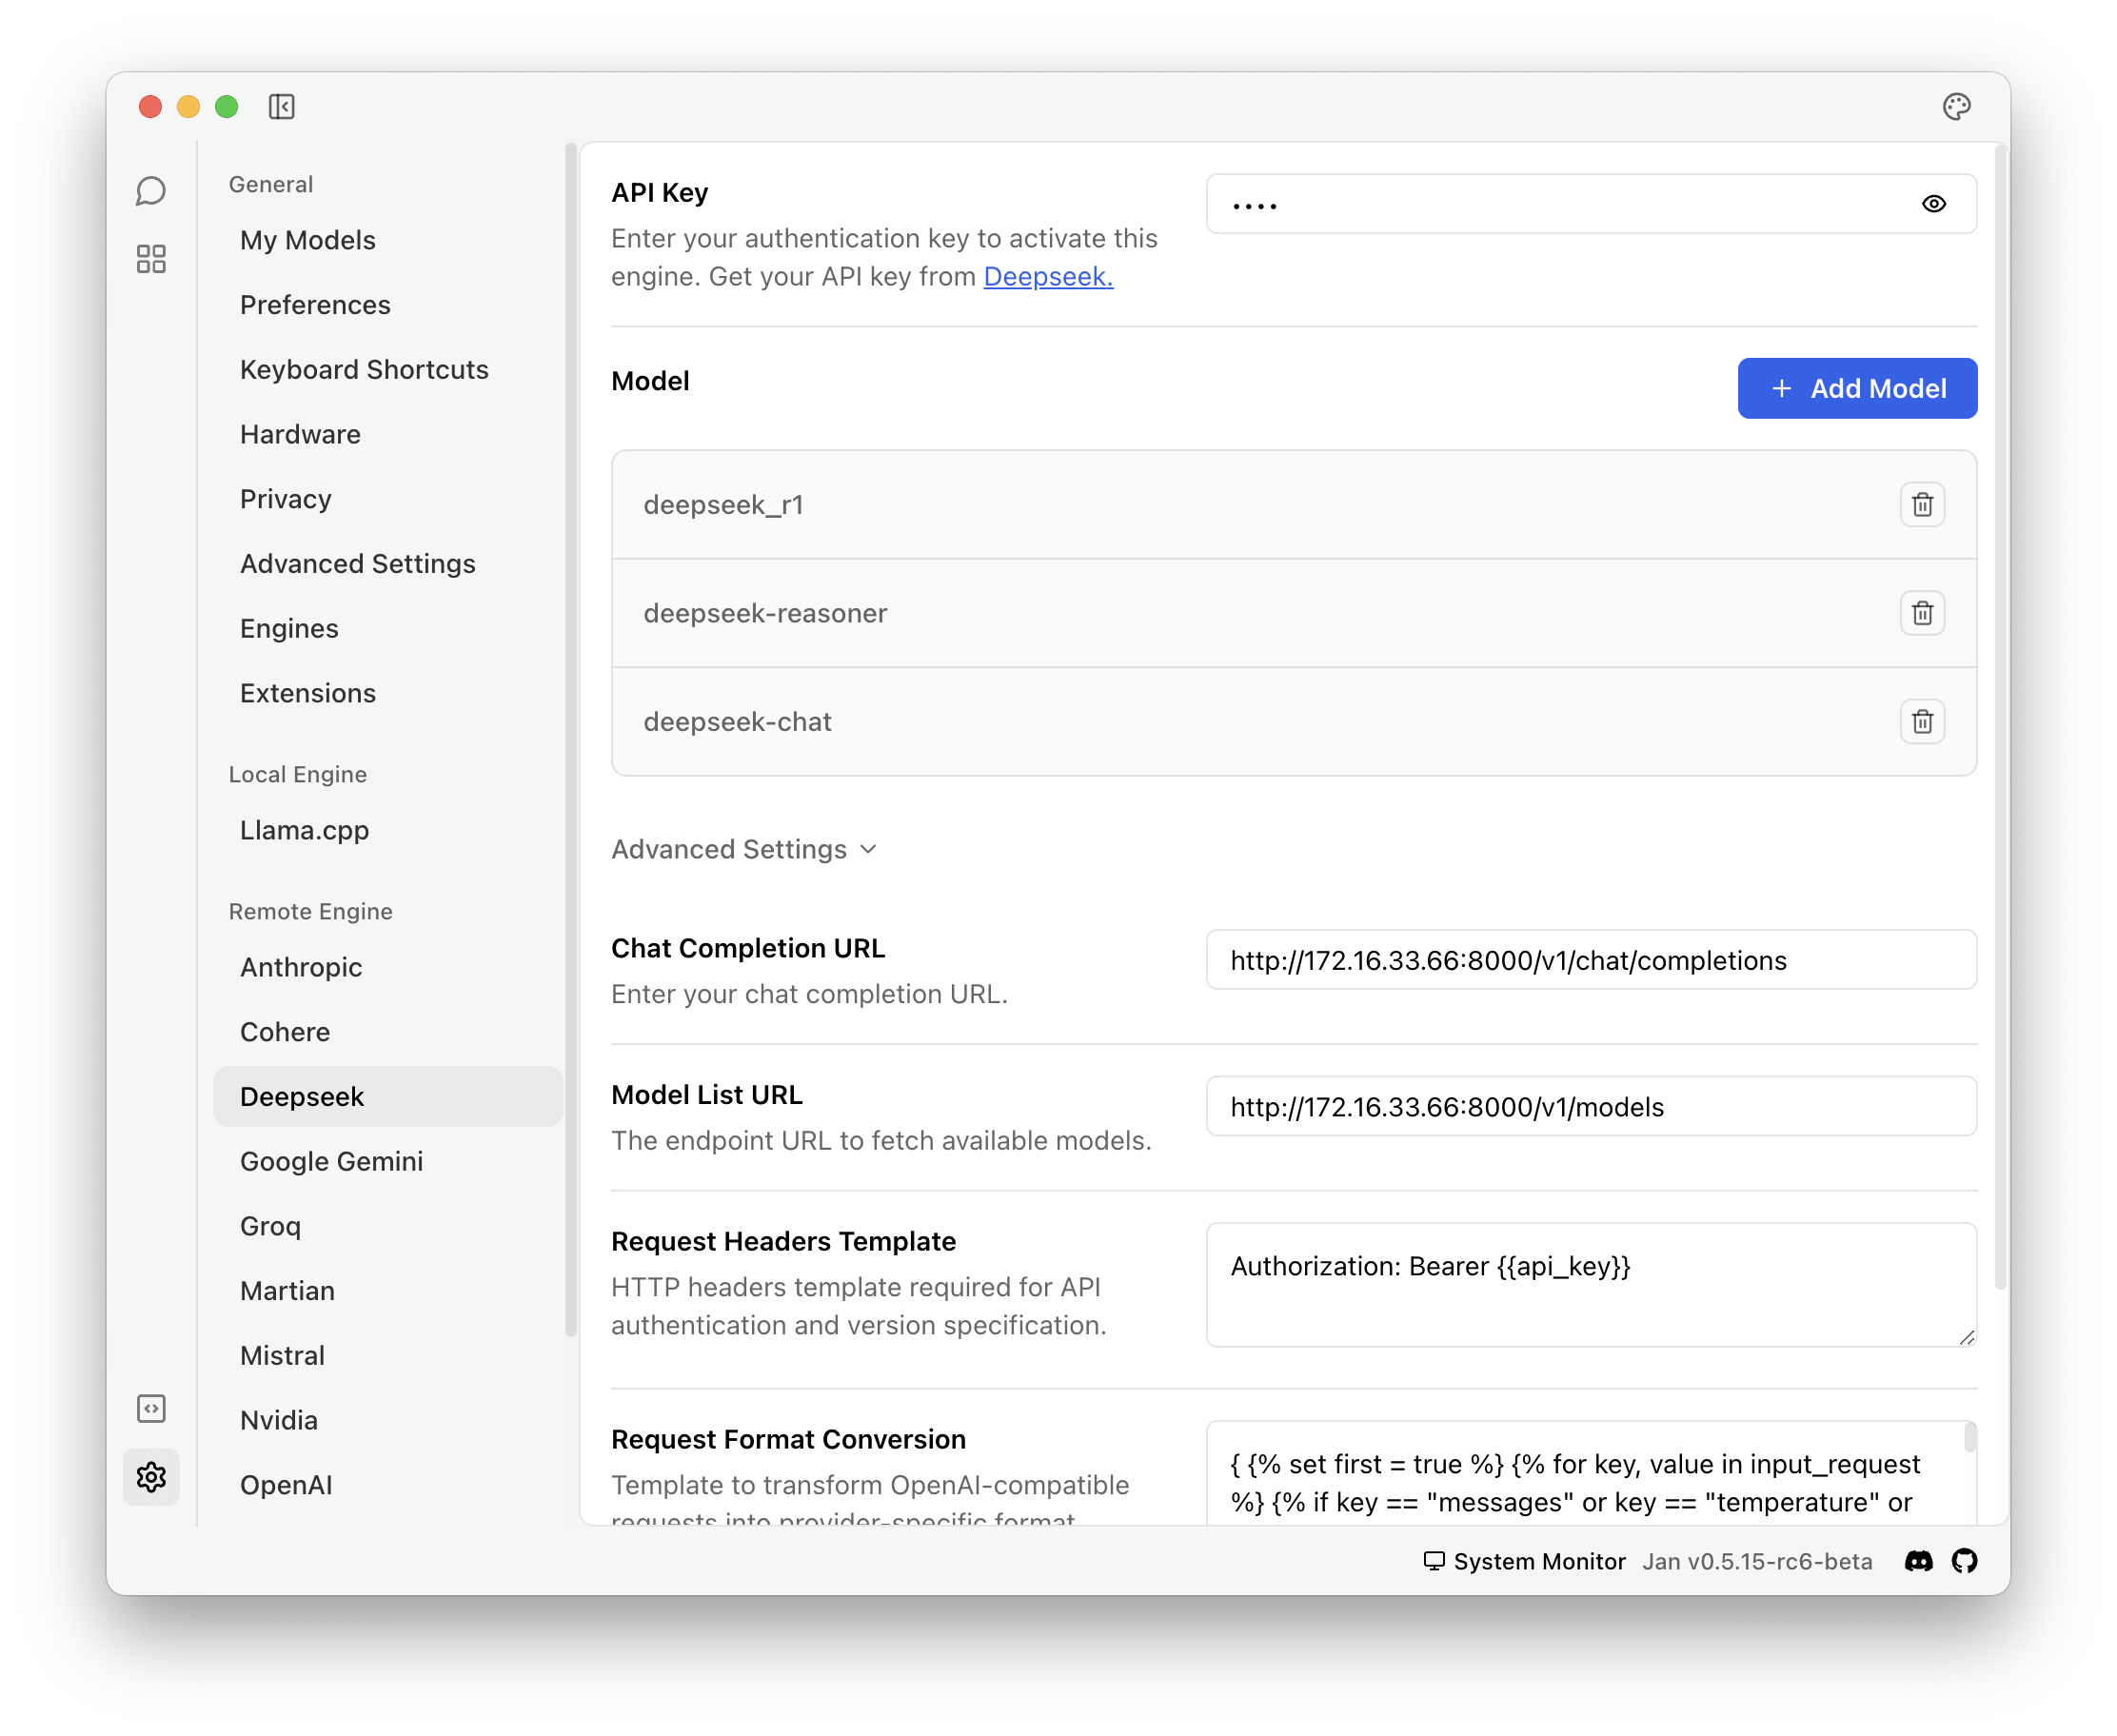 General
My Models
Preferences
Keyboard Shortcuts
Hardware
Privacy
Advanced Settings
Engines
Extensions
Local Engine
Llama.cpp
Remote Engine
Anthropic
Cohere
Deepseek
Google Gemini
Groq
Martian
Mistral
Nvidia
OpenAI
API Key
Enter your authentication key to activate this
engine. Get your API key from Deepseek.
••••
Model
+ Add Model
deepseek_r1
deepseek-reasoner
deepseek-chat
Advanced Settings
Chat Completion URL
Enter your chat completion URL.
http://172.16.33.66:8000/v1/chat/completions
Model List URL
The endpoint URL to fetch available models.
http://172.16.33.66:8000/v1/models
Request Headers Template
HTTP headers template required for API
authentication and version specification.
Authorization: Bearer {{api_key}}
Request Format Conversion
Template to transform OpenAI-compatible
requests into provider-specific format.
{ {% set first = true %} {% for key, value in input_request
%} {% if key == "messages" or key == "temperature" or
System Monitor
Jan v0.5.15-rc6-beta